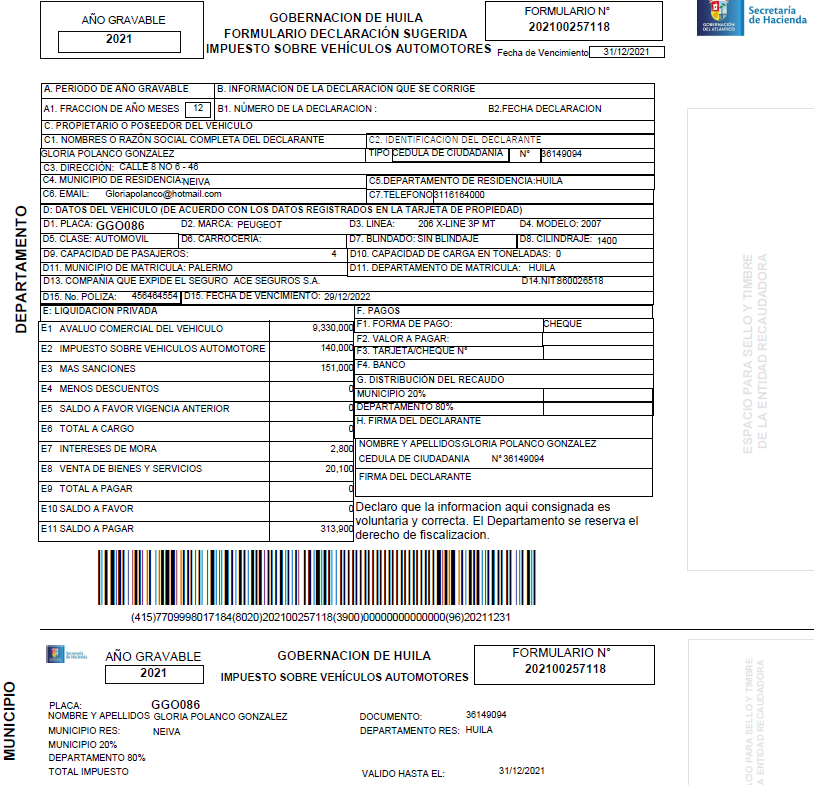 AÑO GRAVABLE
2021
GOBERNACION DE HUILA
FORMULARIO DECLARACIÓN SUGERIDA
IMPUESTO SOBRE VEHÍCULOS AUTOMOTORES
FORMULARIO N°
202100257118
Fecha de Vencimiento 31/12/2021
GOBERNACIÓN
DEL ATLÁNTICO
Secretaría
de Hacienda
A. PERIODO DE AÑO GRAVABLE B. INFORMACION DE LA DECLARACION QUE SE CORRIGE
A1. FRACCION DE AÑO MESES 12 B1. NÚMERO DE LA DECLARACION : B2.FECHA DECLARACION
C. PROPIETARIO O POSEEDOR DEL VEHICULO
C1. NOMBRES O RAZÓN SOCIAL COMPLETA DEL DECLARANTE C2. IDENTIFICACION DEL DECLARANTE
GLORIA POLANCO GONZALEZ TIPO CEDULA DE CIUDADANIA N° 36149094
C3. DIRECCIÓN: CALLE 8 NO 6 - 46
C4. MUNICIPIO DE RESIDENCIA: NEIVA C5.DEPARTAMENTO DE RESIDENCIA:HUILA
C6. EMAIL: Gloriapolanco@hotmail.com C7.TELEFONO 3116164000
D: DATOS DEL VEHICULO (DE ACUERDO CON LOS DATOS REGISTRADOS EN LA TARJETA DE PROPIEDAD)
D1. PLACA: GGO086 D2. MARCA: PEUGEOT D3. LINEA: 206 X-LINE 3P MT D4. MODELO: 2007
D5. CLASE: AUTOMOVIL D6. CARROCERIA: D7. BLINDADO: SIN BLINDAJE D8. CILINDRAJE: 1400
D9. CAPACIDAD DE PASAJEROS: 4 D10. CAPACIDAD DE CARGA EN TONELADAS: 0
D11. MUNICIPIO DE MATRICULA: PALERMO D11. DEPARTAMENTO DE MATRICULA: HUILA
D13. COMPAÑIA QUE EXPIDE EL SEGURO ACE SEGUROS S.A. D14.NIT860026518
D15. No. POLIZA: 456464554 D15. FECHA DE VENCIMIENTO: 29/12/2022
E: LIQUIDACION PRIVADA F. PAGOS
E1 AVALUO COMERCIAL DEL VEHICULO 9,330,000
E2 IMPUESTO SOBRE VEHICULOS AUTOMOTORE 140,000
E3 MAS SANCIONES 151,000
E4 MENOS DESCUENTOS 0
E5 SALDO A FAVOR VIGENCIA ANTERIOR 0
E6 TOTAL A CARGO 0
E7 INTERESES DE MORA 2,800
E8 VENTA DE BIENES Y SERVICIOS 20,100
E9 TOTAL A PAGAR 0
E10 SALDO A FAVOR 0
E11 SALDO A PAGAR 313,900
F1. FORMA DE PAGO: CHEQUE
F2. VALOR A PAGAR:
F3. TARJETA/CHEQUE N°
F4. BANCO
G. DISTRIBUCIÓN DEL RECAUDO
MUNICIPIO 20%
DEPARTAMENTO 80%
H. FIRMA DEL DECLARANTE
NOMBRE Y APELLIDOS:GLORIA POLANCO GONZALEZ
CEDULA DE CIUDADANIA N° 36149094
FIRMA DEL DECLARANTE
Declaro que la informacion aqui consignada es
voluntaria y correcta. El Departamento se reserva el
derecho de fiscalizacion.
(415)7709998017184(8020)202100257118(3900)00000000000000(96)20211231
DEPARTAMENTO
ESPACIO PARA SELLO Y TIMBRE
DE LA ENTIDAD RECAUDADORA
Secretaría
de Hacienda
AÑO GRAVABLE
2021
GOBERNACION DE HUILA
IMPUESTO SOBRE VEHÍCULOS AUTOMOTORES
FORMULARIO N°
202100257118
PLACA: GGO086
NOMBRE Y APELLIDOS GLORIA POLANCO GONZALEZ DOCUMENTO: 36149094
MUNICIPIO RES: NEIVA DEPARTAMENTO RES: HUILA
MUNICIPIO 20%
DEPARTAMENTO 80%
TOTAL IMPUESTO VALIDO HASTA EL: 31/12/2021
MUNICIPIO
CIO PARA SELLO Y TIMBRE
A ENTIDAD RECAUDADORA